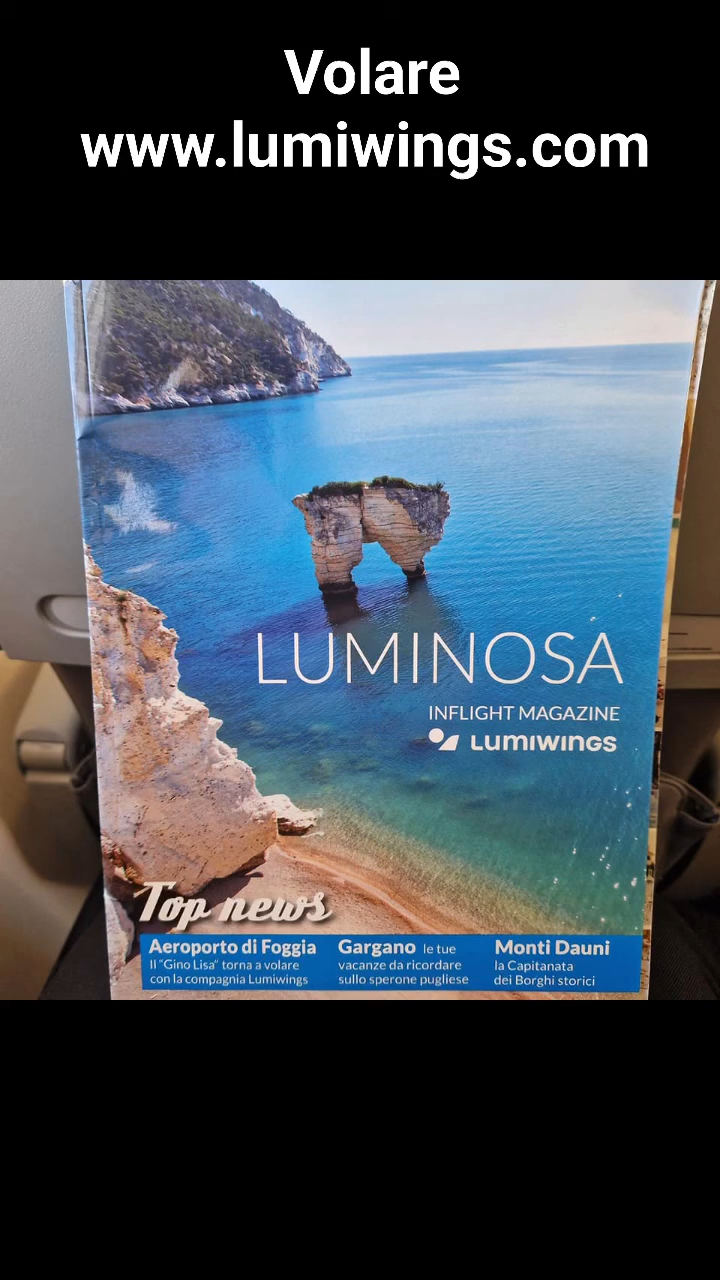 Volare
www.lumiwings.com
LUMINOSA
INFLIGHT MAGAZINE
LUMIWINGS
Top news
Aeroporto di Foggia
Il "Gino Lisa" torna a volare
con la compagnia Lumiwings
Gargano le tue
vacanze da ricordare
sullo sperone pugliese
Monti Dauni
la Capitanata
dei Borghi storici